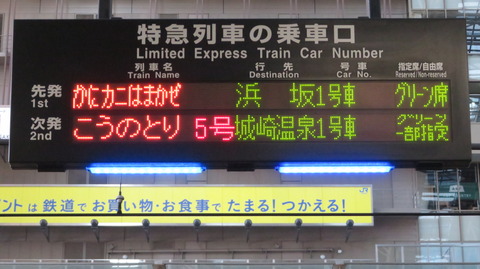 特急列車の乗車口
Limited Express Train Car Number
列車名 行先 号車 指定席/自由席
Train Name Destination Car No. Reserved/Non-reserved
先発 かにカニはまかぜ 浜 坂 1号車 グリーン席
1st
次発 こうのとり 5号 城崎温泉 1号車 グリーン 一部指定
2nd
イントは鉄道でお買い物・お食事でたまる!つかえる!